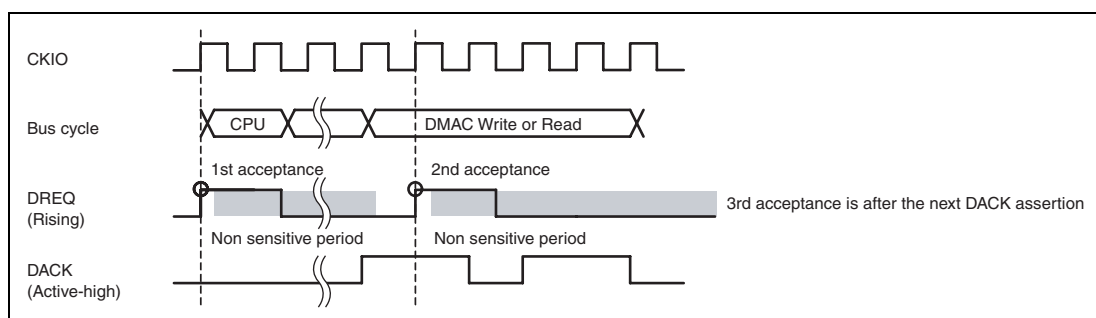 CKIO
Bus cycle
CPU
DMAC Write or Read
1st acceptance
2nd acceptance
DREQ
(Rising)
3rd acceptance is after the next DACK assertion
Non sensitive period
Non sensitive period
DACK
(Active-high)